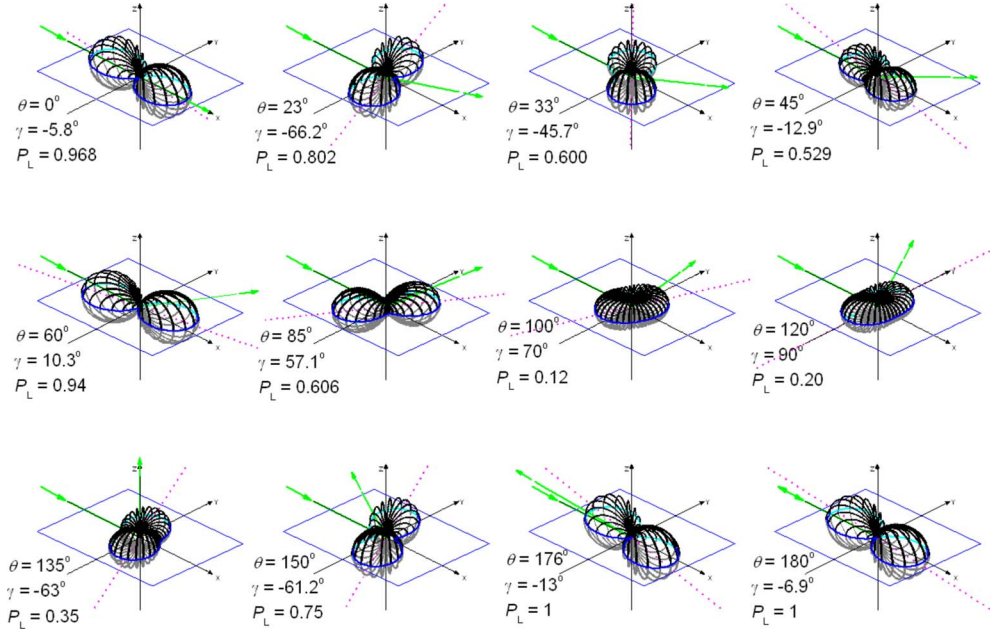 Z Y X
θ = 0°
γ = -5.8°
P_L = 0.968
Z Y X
θ = 23°
γ = -66.2°
P_L = 0.802
Z Y X
θ = 33°
γ = -45.7°
P_L = 0.600
Z Y X
θ = 45°
γ = -12.9°
P_L = 0.529
Z Y X
θ = 60°
γ = 10.3°
P_L = 0.94
Z Y X
θ = 85°
γ = 57.1°
P_L = 0.606
Z Y X
θ = 100°
γ = 70°
P_L = 0.12
Z Y X
θ = 120°
γ = 90°
P_L = 0.20
Z Y X
θ = 135°
γ = -63°
P_L = 0.35
Z Y X
θ = 150°
γ = -61.2°
P_L = 0.75
Z Y X
θ = 176°
γ = -13°
P_L = 1
Z Y X
θ = 180°
γ = -6.9°
P_L = 1